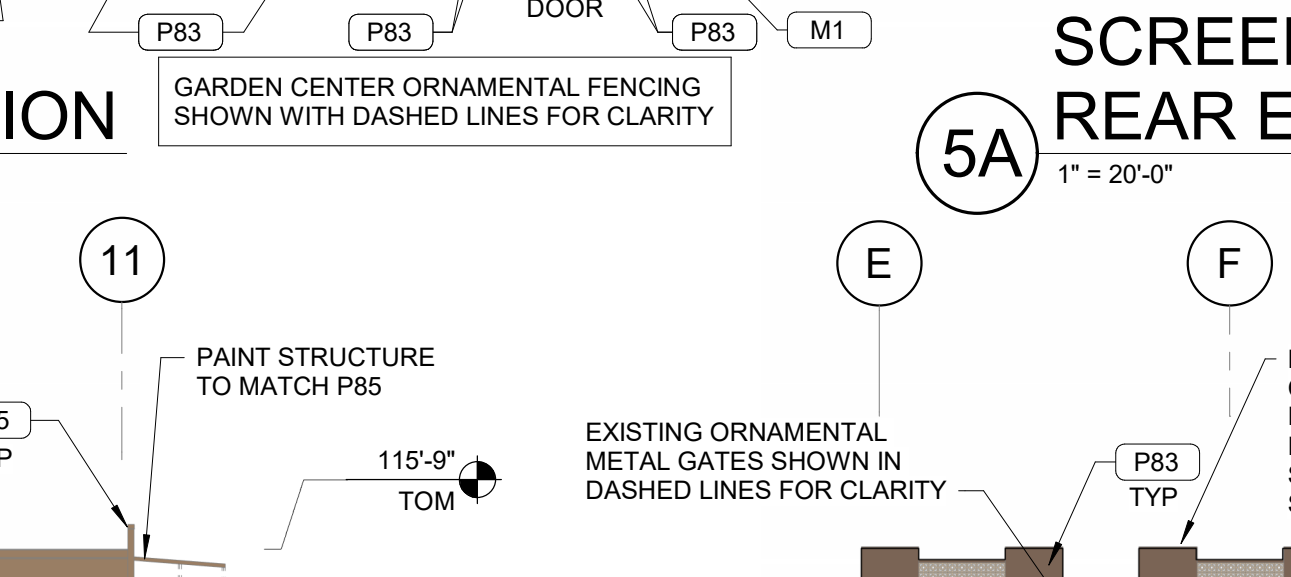 DOOR
P83
P83
P83
M1
GARDEN CENTER ORNAMENTAL FENCING
SHOWN WITH DASHED LINES FOR CLARITY
5A
REAR
1" = 20'-0"
11
E
F
PAINT STRUCTURE
TO MATCH P85
115'-9"
TOM
EXISTING ORNAMENTAL
METAL GATES SHOWN IN
DASHED LINES FOR CLARITY
P83
TYP